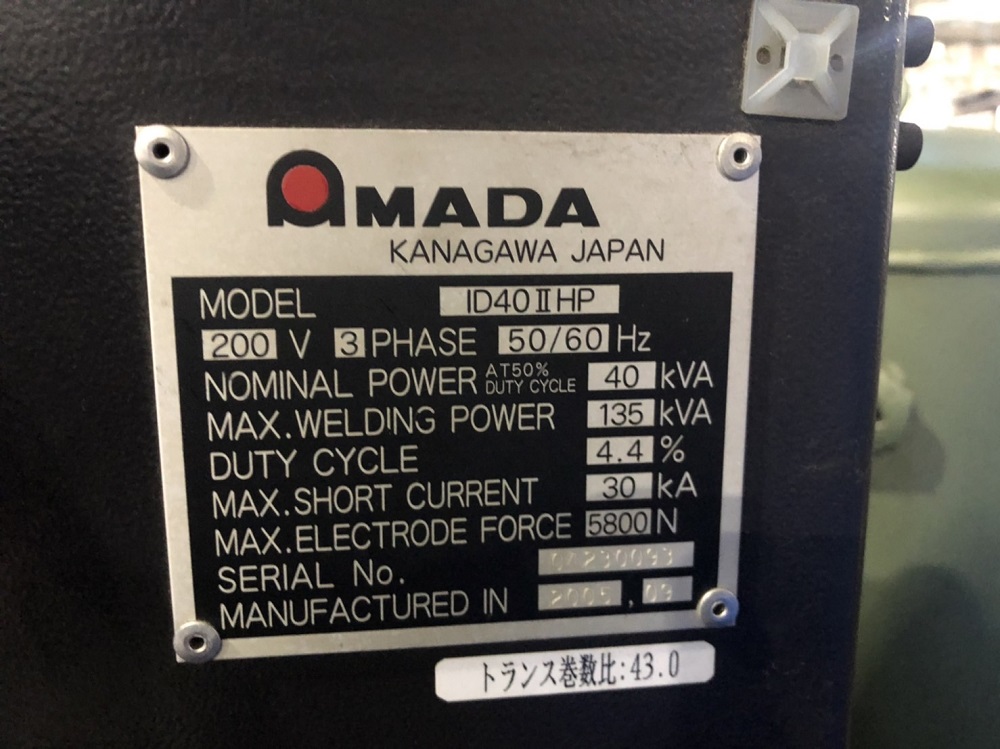 AMADA
KANAGAWA JAPAN
MODEL ID40ⅡHP
200 V 3 PHASE 50/60 Hz
NOMINAL POWER AT50% DUTY CYCLE 40 kVA
MAX.WELDING POWER 135 kVA
DUTY CYCLE 4.4 %
MAX.SHORT CURRENT 30 kA
MAX.ELECTRODE FORCE 5800 N
SERIAL No.
MANUFACTURED IN 2005.09
トランス巻数比:43.0